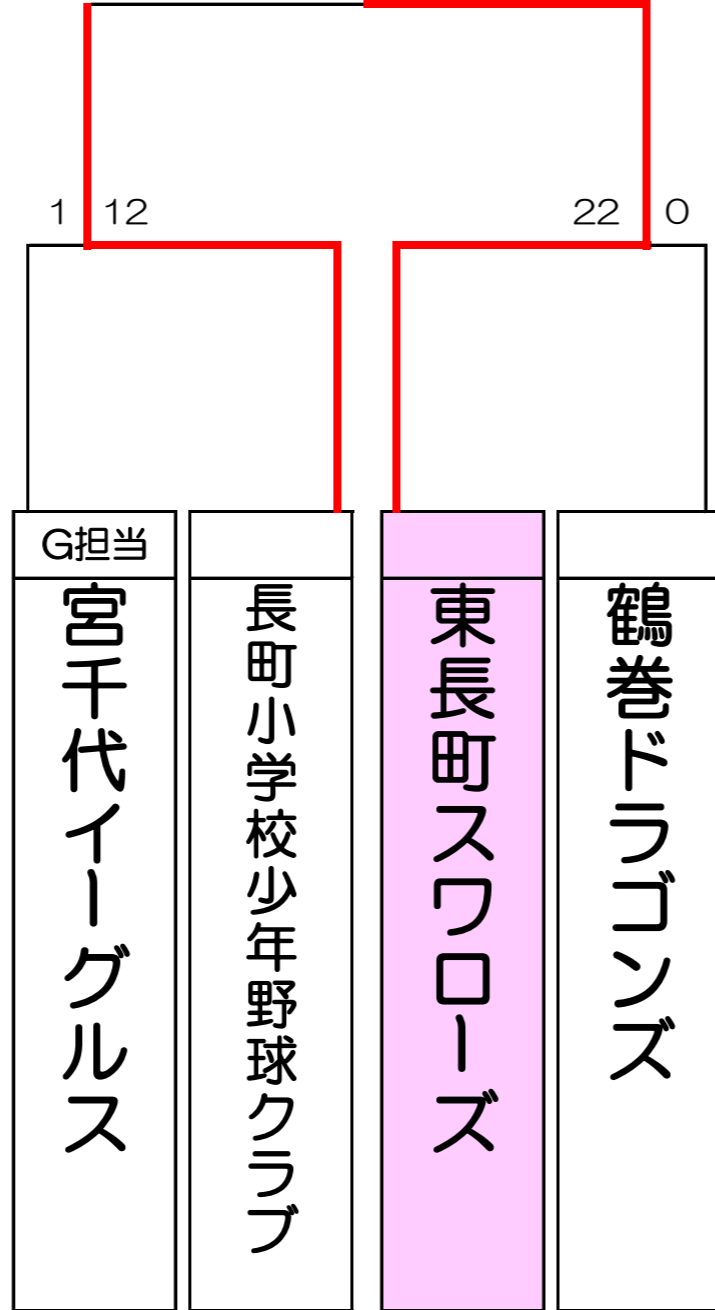 1 12
22 0
G担当
宮千代イーグルス
長町小学校少年野球クラブ
東長町スワローズ
鶴巻ドラゴンズ